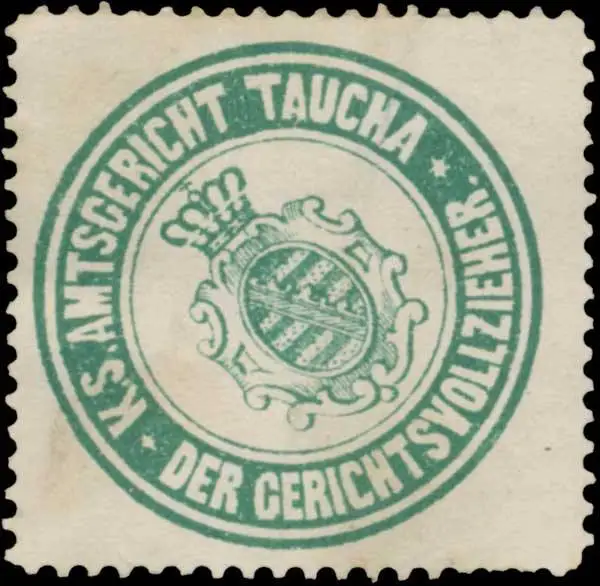 K.S. AMTSGERICHT TAUCHA
DER GERICHTSVOLLZIEHER.